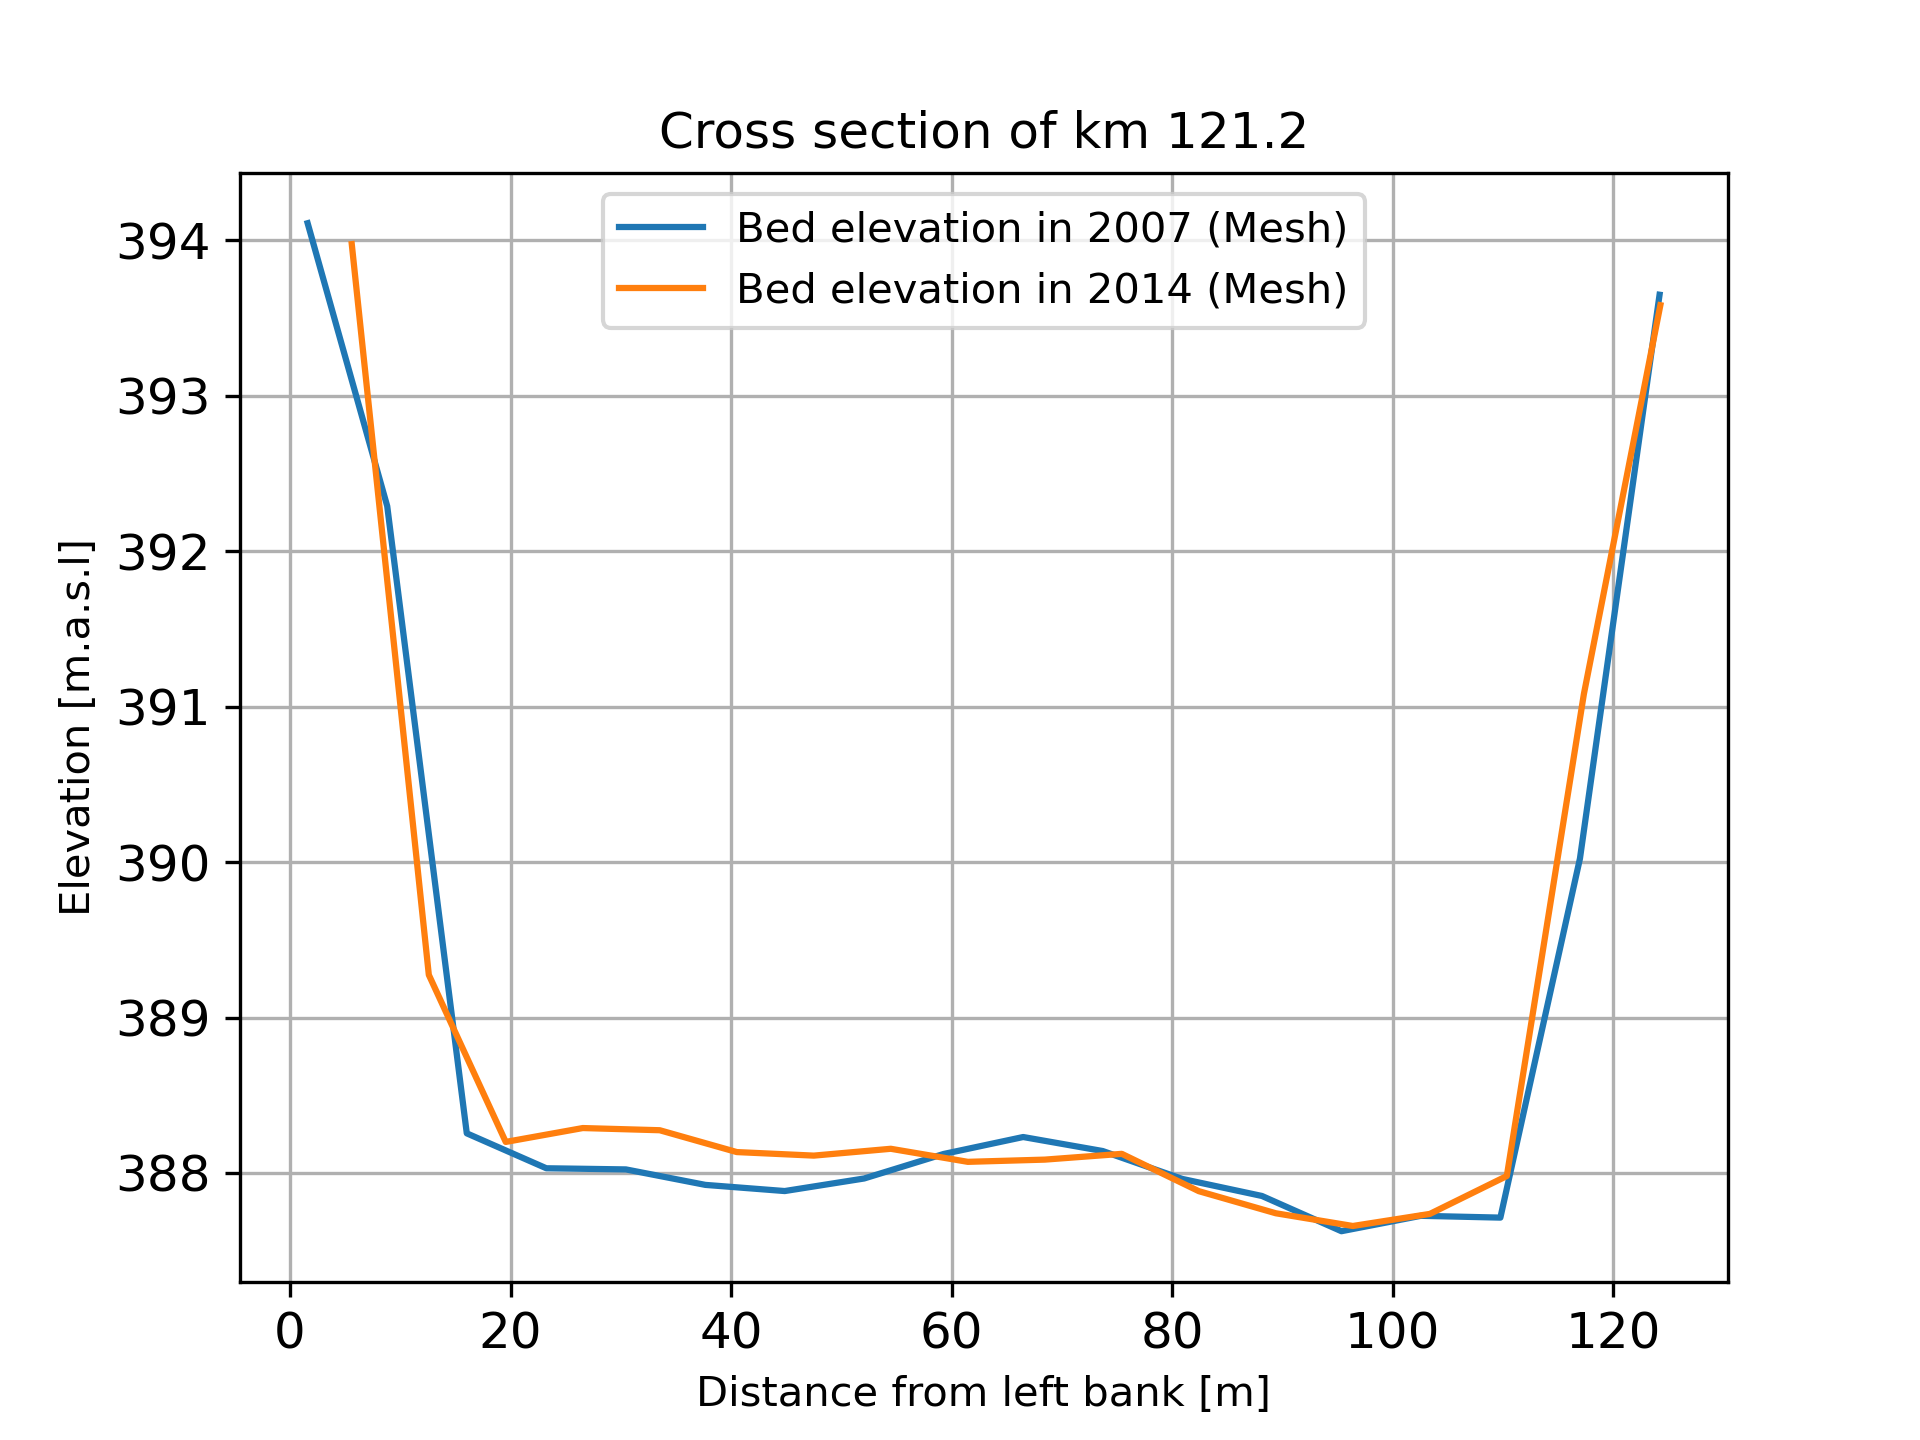 Cross section of km 121.2
Bed elevation in 2007 (Mesh)
Bed elevation in 2014 (Mesh)
Elevation [m.a.s.l]
394
393
392
391
390
389
388
0 20 40 60 80 100 120
Distance from left bank [m]